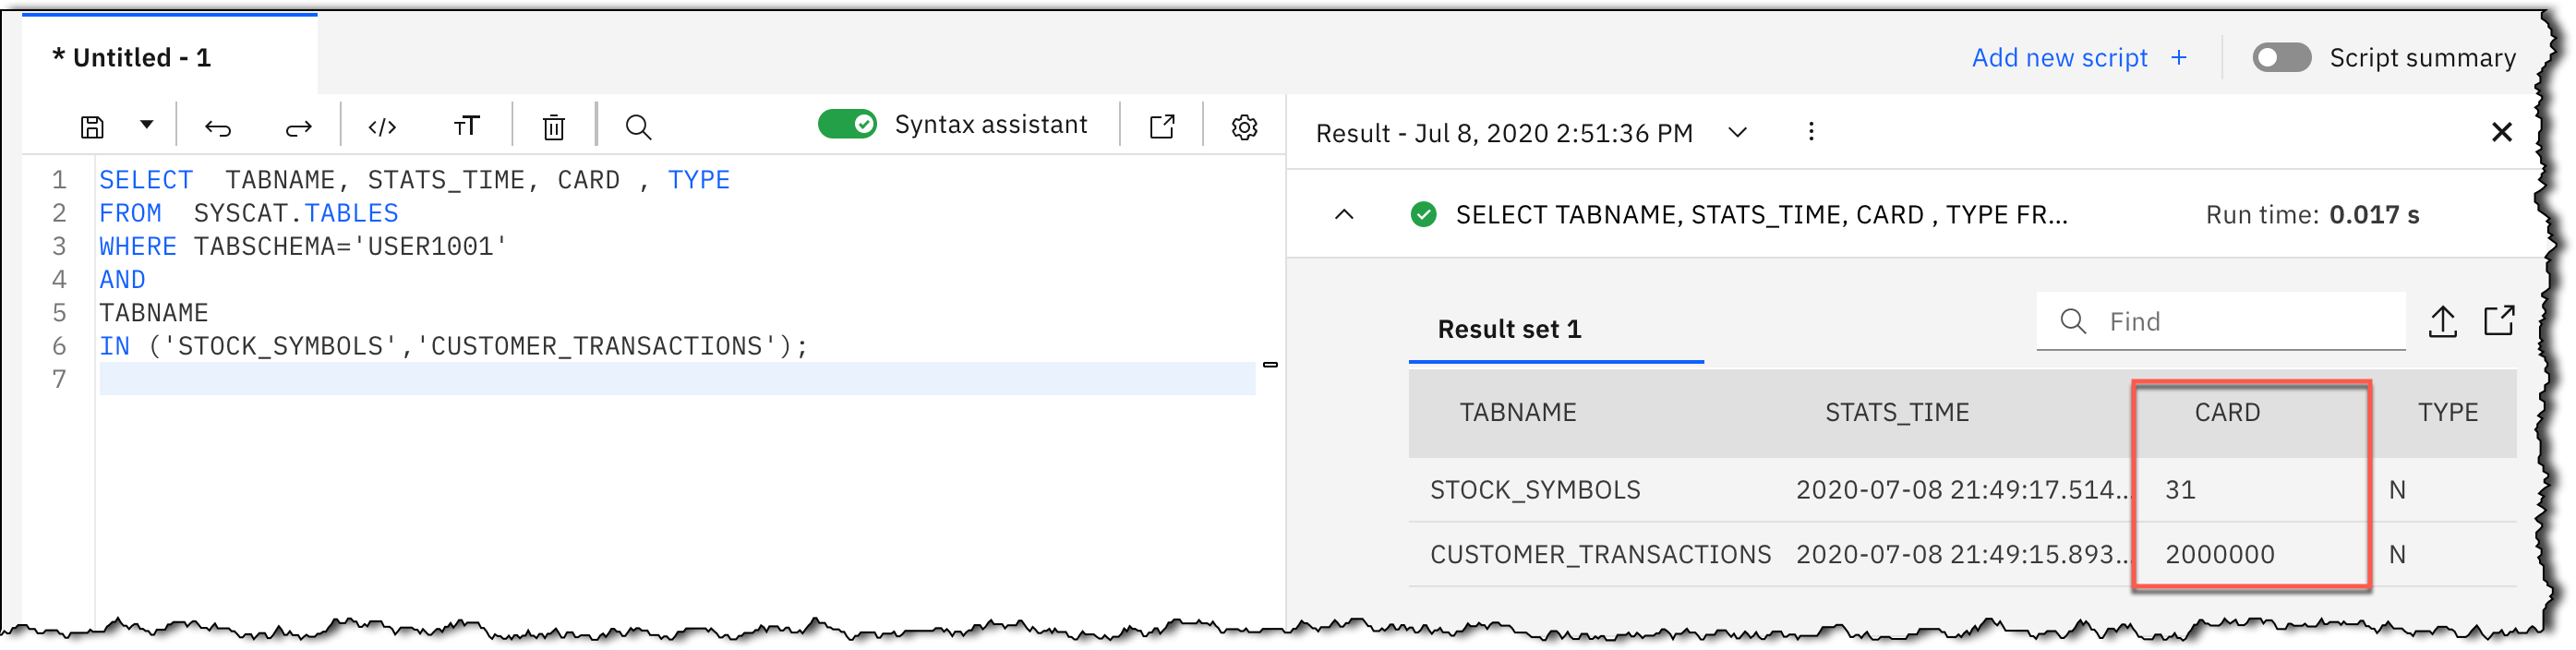 * Untitled - 1
Add new script +
Script summary
Syntax assistant
Result - Jul 8, 2020 2:51:36 PM
1 SELECT  TABNAME, STATS_TIME, CARD , TYPE
2 FROM  SYSCAT.TABLES
3 WHERE TABSCHEMA='USER1001'
4 AND
5 TABNAME
6 IN ('STOCK_SYMBOLS','CUSTOMER_TRANSACTIONS');
7
SELECT TABNAME, STATS_TIME, CARD , TYPE FR...
Run time: 0.017 s
Result set 1
Find
TABNAME STATS_TIME CARD TYPE
STOCK_SYMBOLS 2020-07-08 21:49:17.514... 31 N
CUSTOMER_TRANSACTIONS 2020-07-08 21:49:15.893... 2000000 N